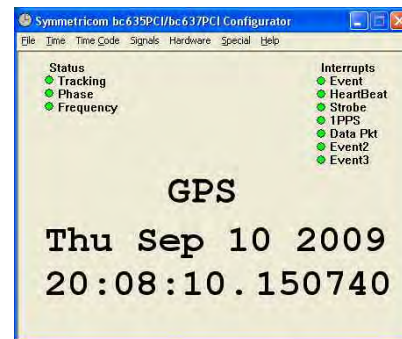 Symmetricom bc635PCI/bc637PCI Configurator
File Time Time Code Signals Hardware Special Help
Status
Tracking
Phase
Frequency
Interrupts
Event
HeartBeat
Strobe
1PPS
Data Pkt
Event2
Event3
GPS
Thu Sep 10 2009
20:08:10.150740